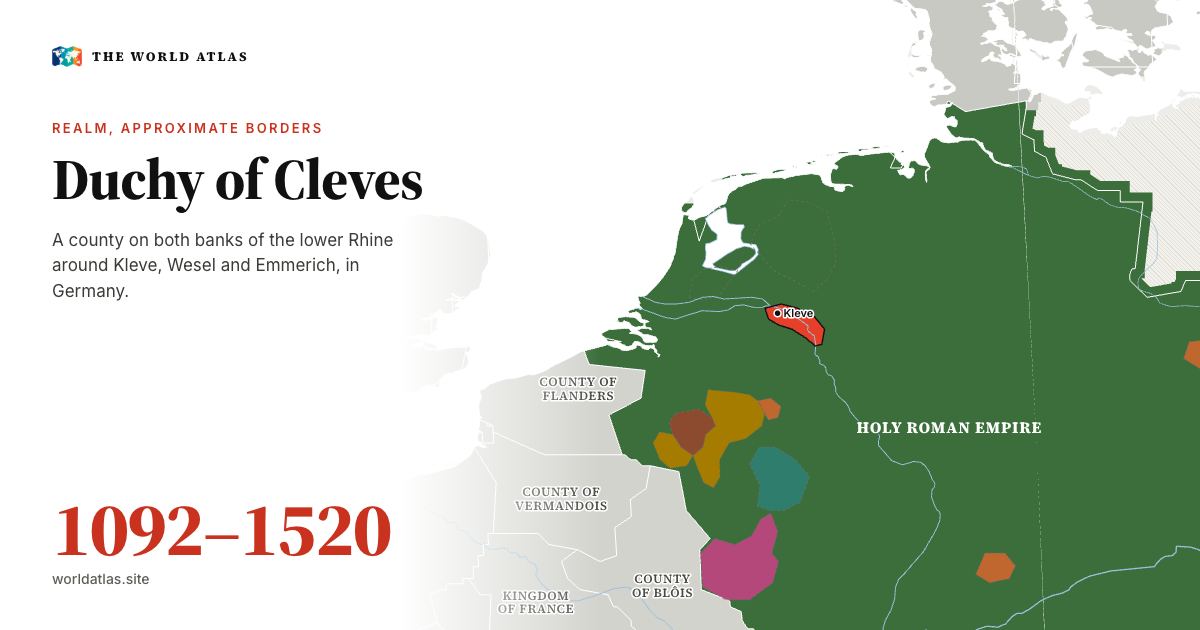 THE WORLD ATLAS
REALM, APPROXIMATE BORDERS
Duchy of Cleves
A county on both banks of the lower Rhine
around Kleve, Wesel and Emmerich, in
Germany.
1092–1520
worldatlas.site
Kleve
COUNTY OF
FLANDERS
HOLY ROMAN EMPIRE
COUNTY OF
VERMANDOIS
COUNTY
OF BLÔIS
KINGDOM
OF FRANCE